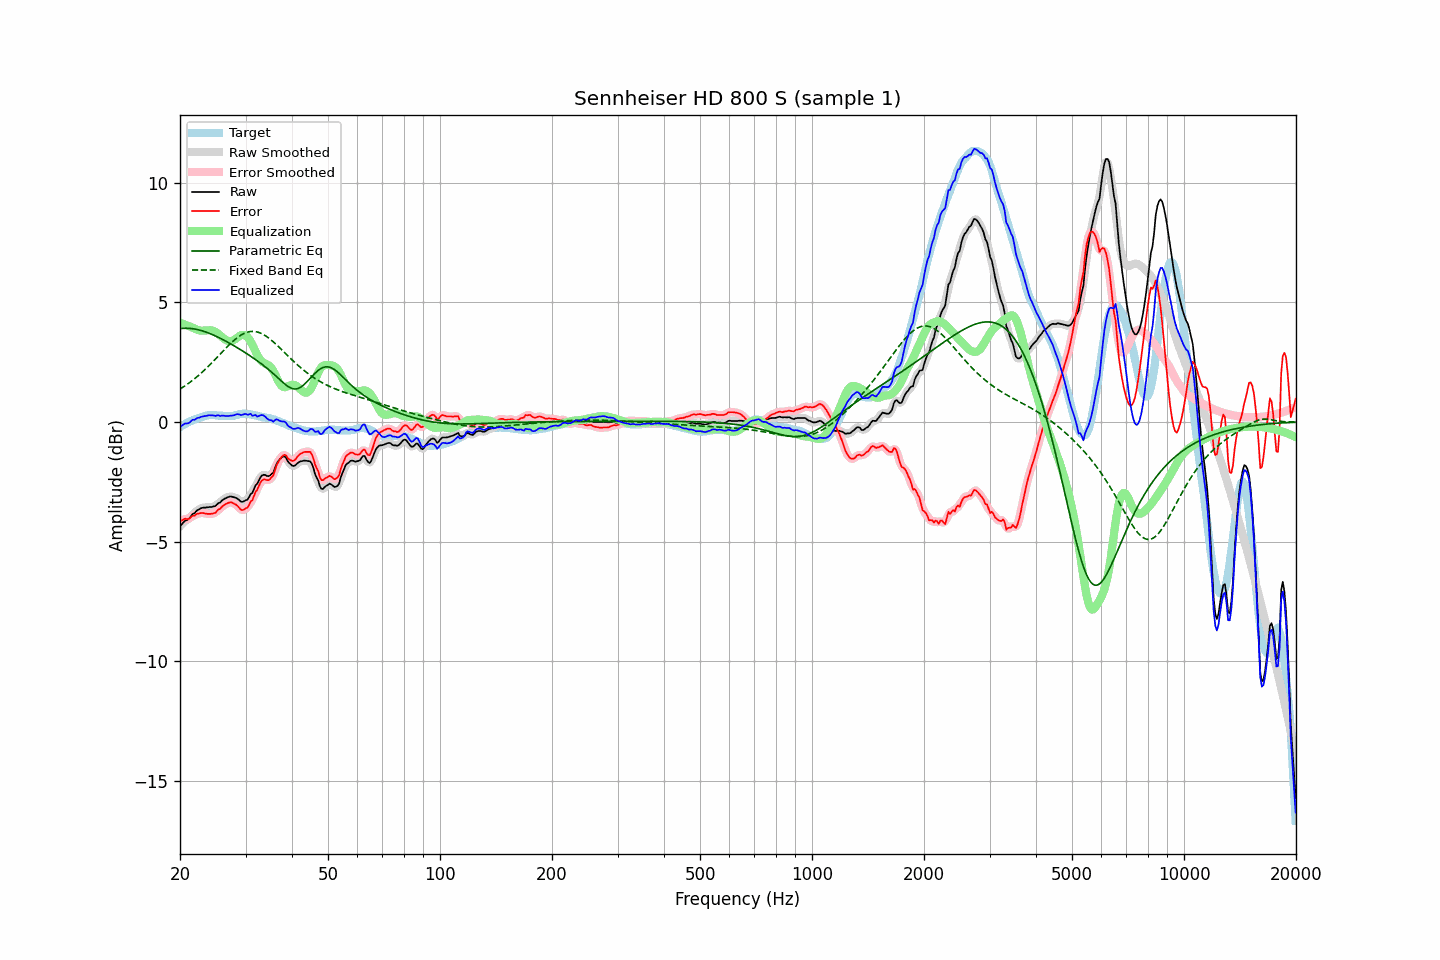 Sennheiser HD 800 S (sample 1)
Target
Raw Smoothed
Error Smoothed
Raw
Error
Equalization
Parametric Eq
Fixed Band Eq
Equalized
10
5
0
−5
−10
−15
Amplitude (dBr)
20
50
100
200
500
1000
2000
5000
10000
20000
Frequency (Hz)